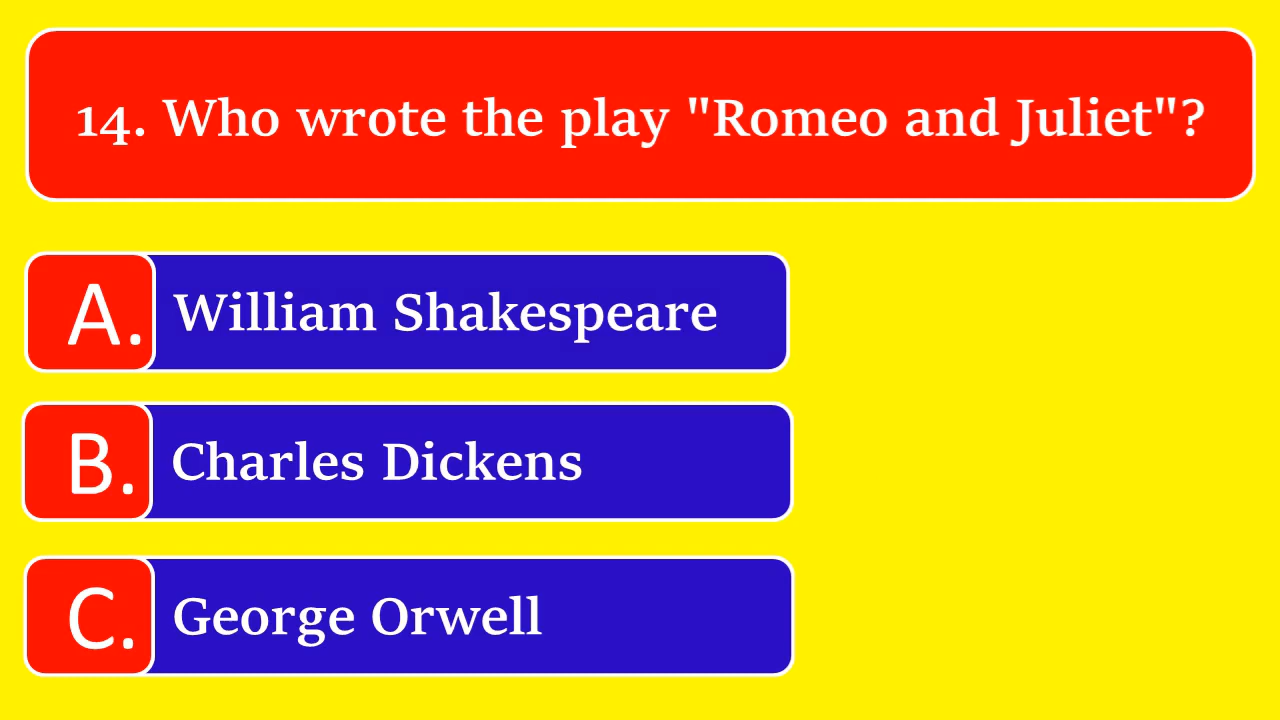 14. Who wrote the play "Romeo and Juliet"?
A. William Shakespeare
B. Charles Dickens
C. George Orwell